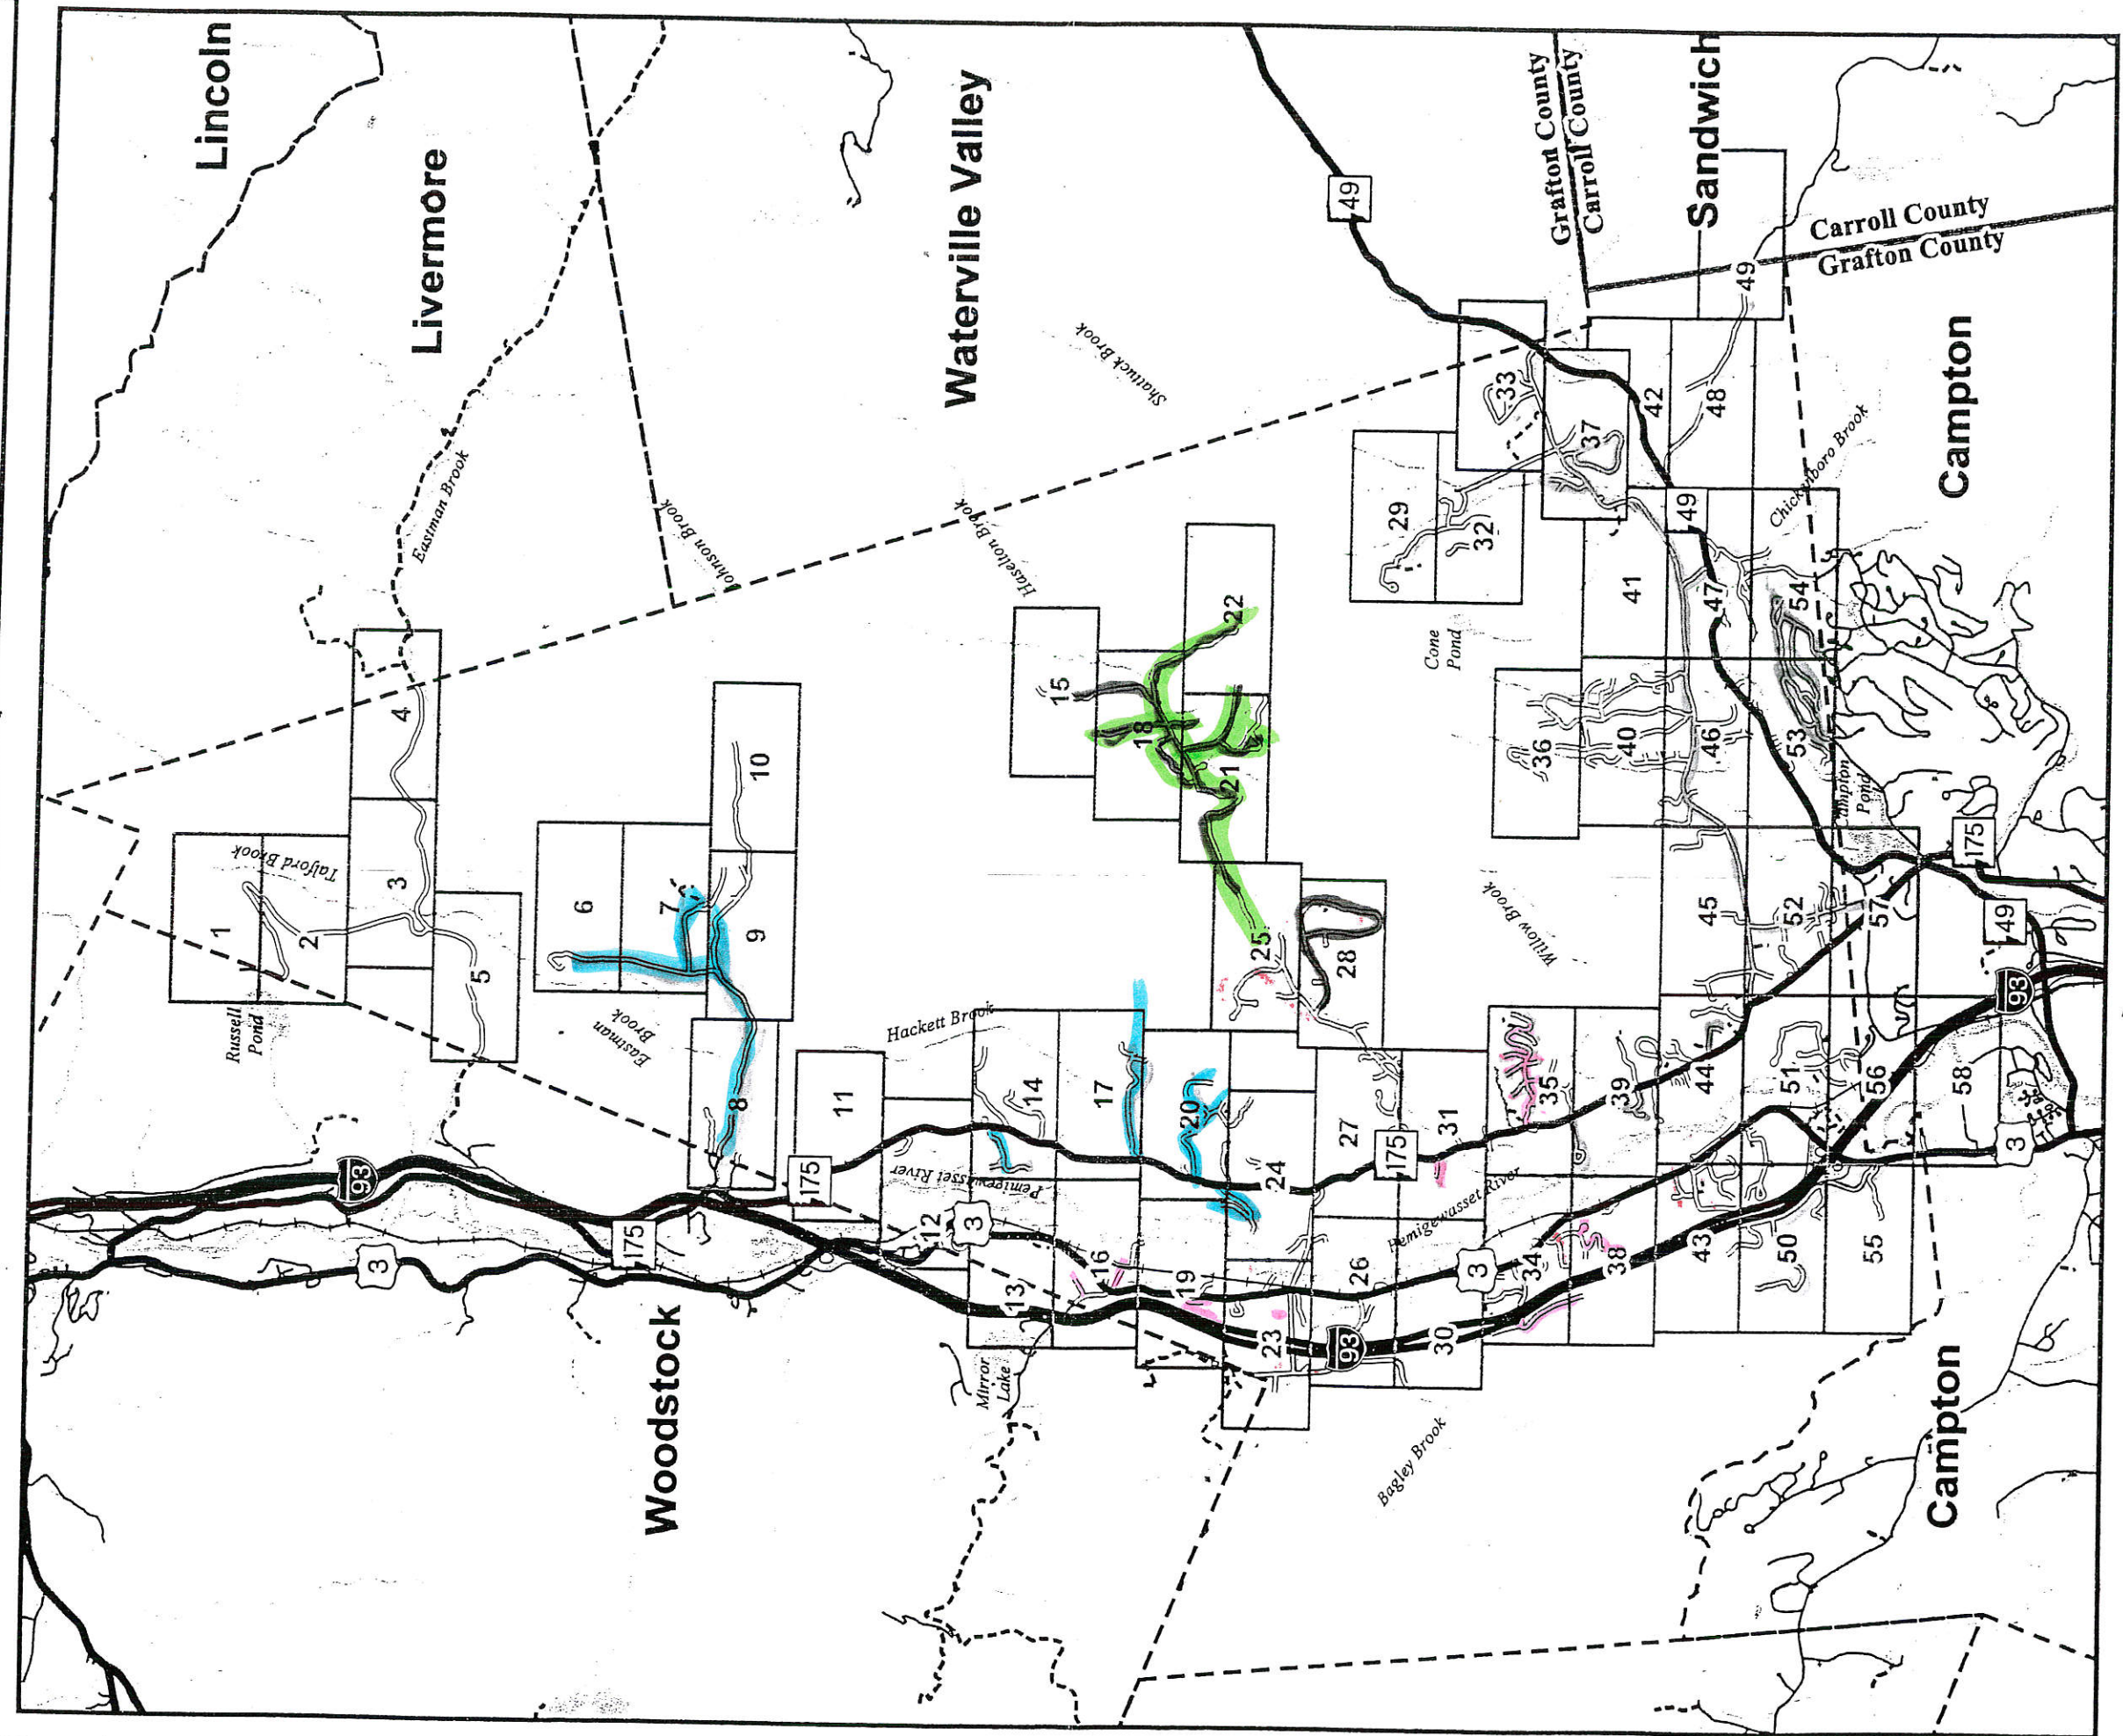 Lincoln
Livermore
Waterville Valley
Sandwich
Campton
Woodstock
Campton
Grafton County
Carroll County
Carroll County
Grafton County
Eastman Brook
Johnson Brook
Haselton Brook
Shattuck Brook
Chickenboro Brook
Talford Brook
Russell
Pond
Eastman
Brook
Hackett Brook
Cone
Pond
Willow Brook
Campton
Pond
Pemigewasset River
Pemigewasset River
Mirror
Lake
Bagley Brook
1
2
3
4
5
6
7
8
9
10
11
12
13
14
15
16
17
18
19
20
21
22
23
24
25
26
27
28
29
30
31
32
33
34
35
36
37
38
39
40
41
42
43
44
45
46
47
48
49
50
51
52
53
54
55
56
57
58
49
49
49
175
175
175
175
93
93
93
3
3
3
3